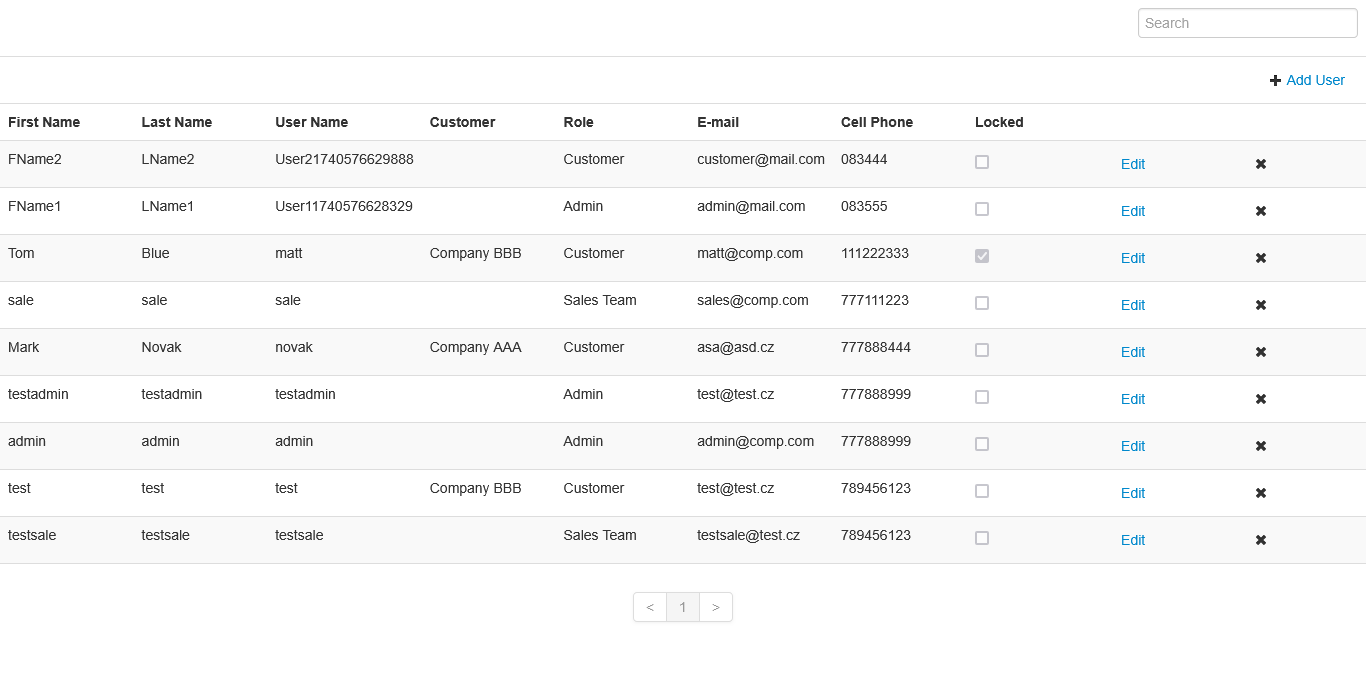 Search
Add User
First Name Last Name User Name Customer Role E-mail Cell Phone Locked
FName2 LName2 User21740576629888 Customer customer@mail.com 083444 Edit
FName1 LName1 User11740576628329 Admin admin@mail.com 083555 Edit
Tom Blue matt Company BBB Customer matt@comp.com 111222333 Edit
sale sale sale Sales Team sales@comp.com 777111223 Edit
Mark Novak novak Company AAA Customer asa@asd.cz 777888444 Edit
testadmin testadmin testadmin Admin test@test.cz 777888999 Edit
admin admin admin Admin admin@comp.com 777888999 Edit
test test test Company BBB Customer test@test.cz 789456123 Edit
testsale testsale testsale Sales Team testsale@test.cz 789456123 Edit
< 1 >